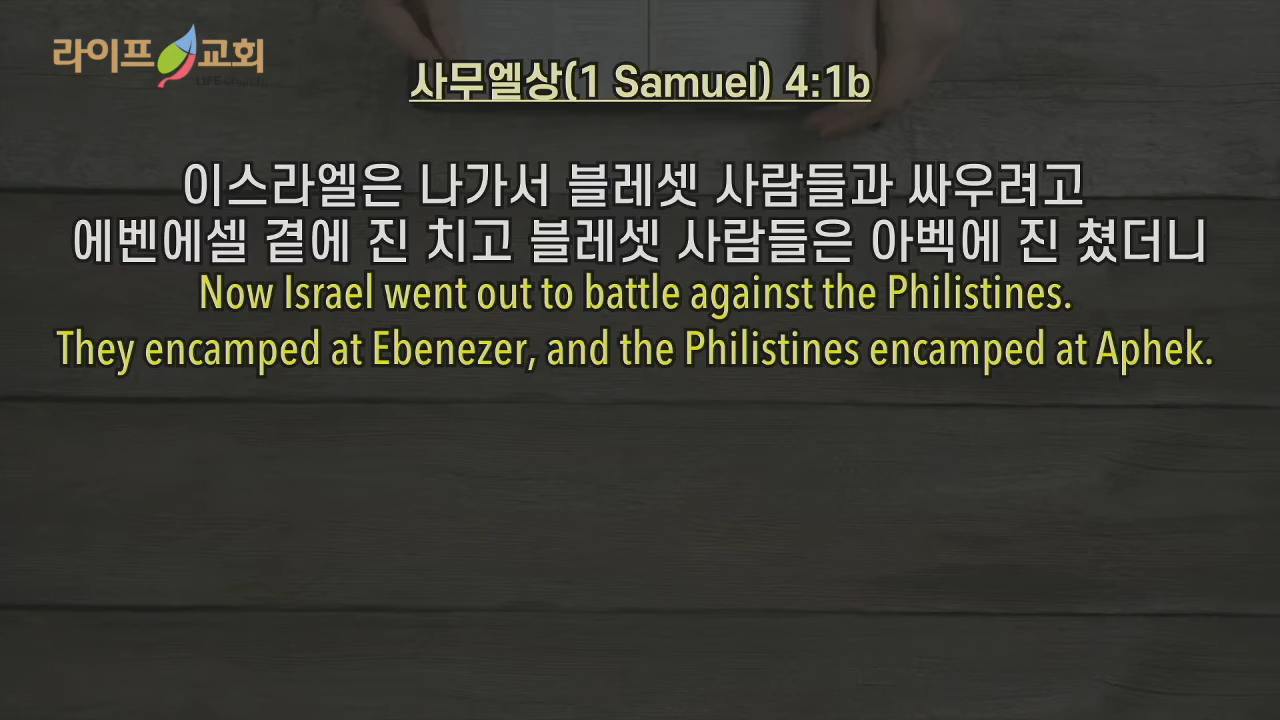 라이프 교회
LIFE church
사무엘상(1 Samuel) 4:1b
이스라엘은 나가서 블레셋 사람들과 싸우려고
에벤에셀 곁에 진 치고 블레셋 사람들은 아벡에 진 쳤더니
Now Israel went out to battle against the Philistines.
They encamped at Ebenezer, and the Philistines encamped at Aphek.